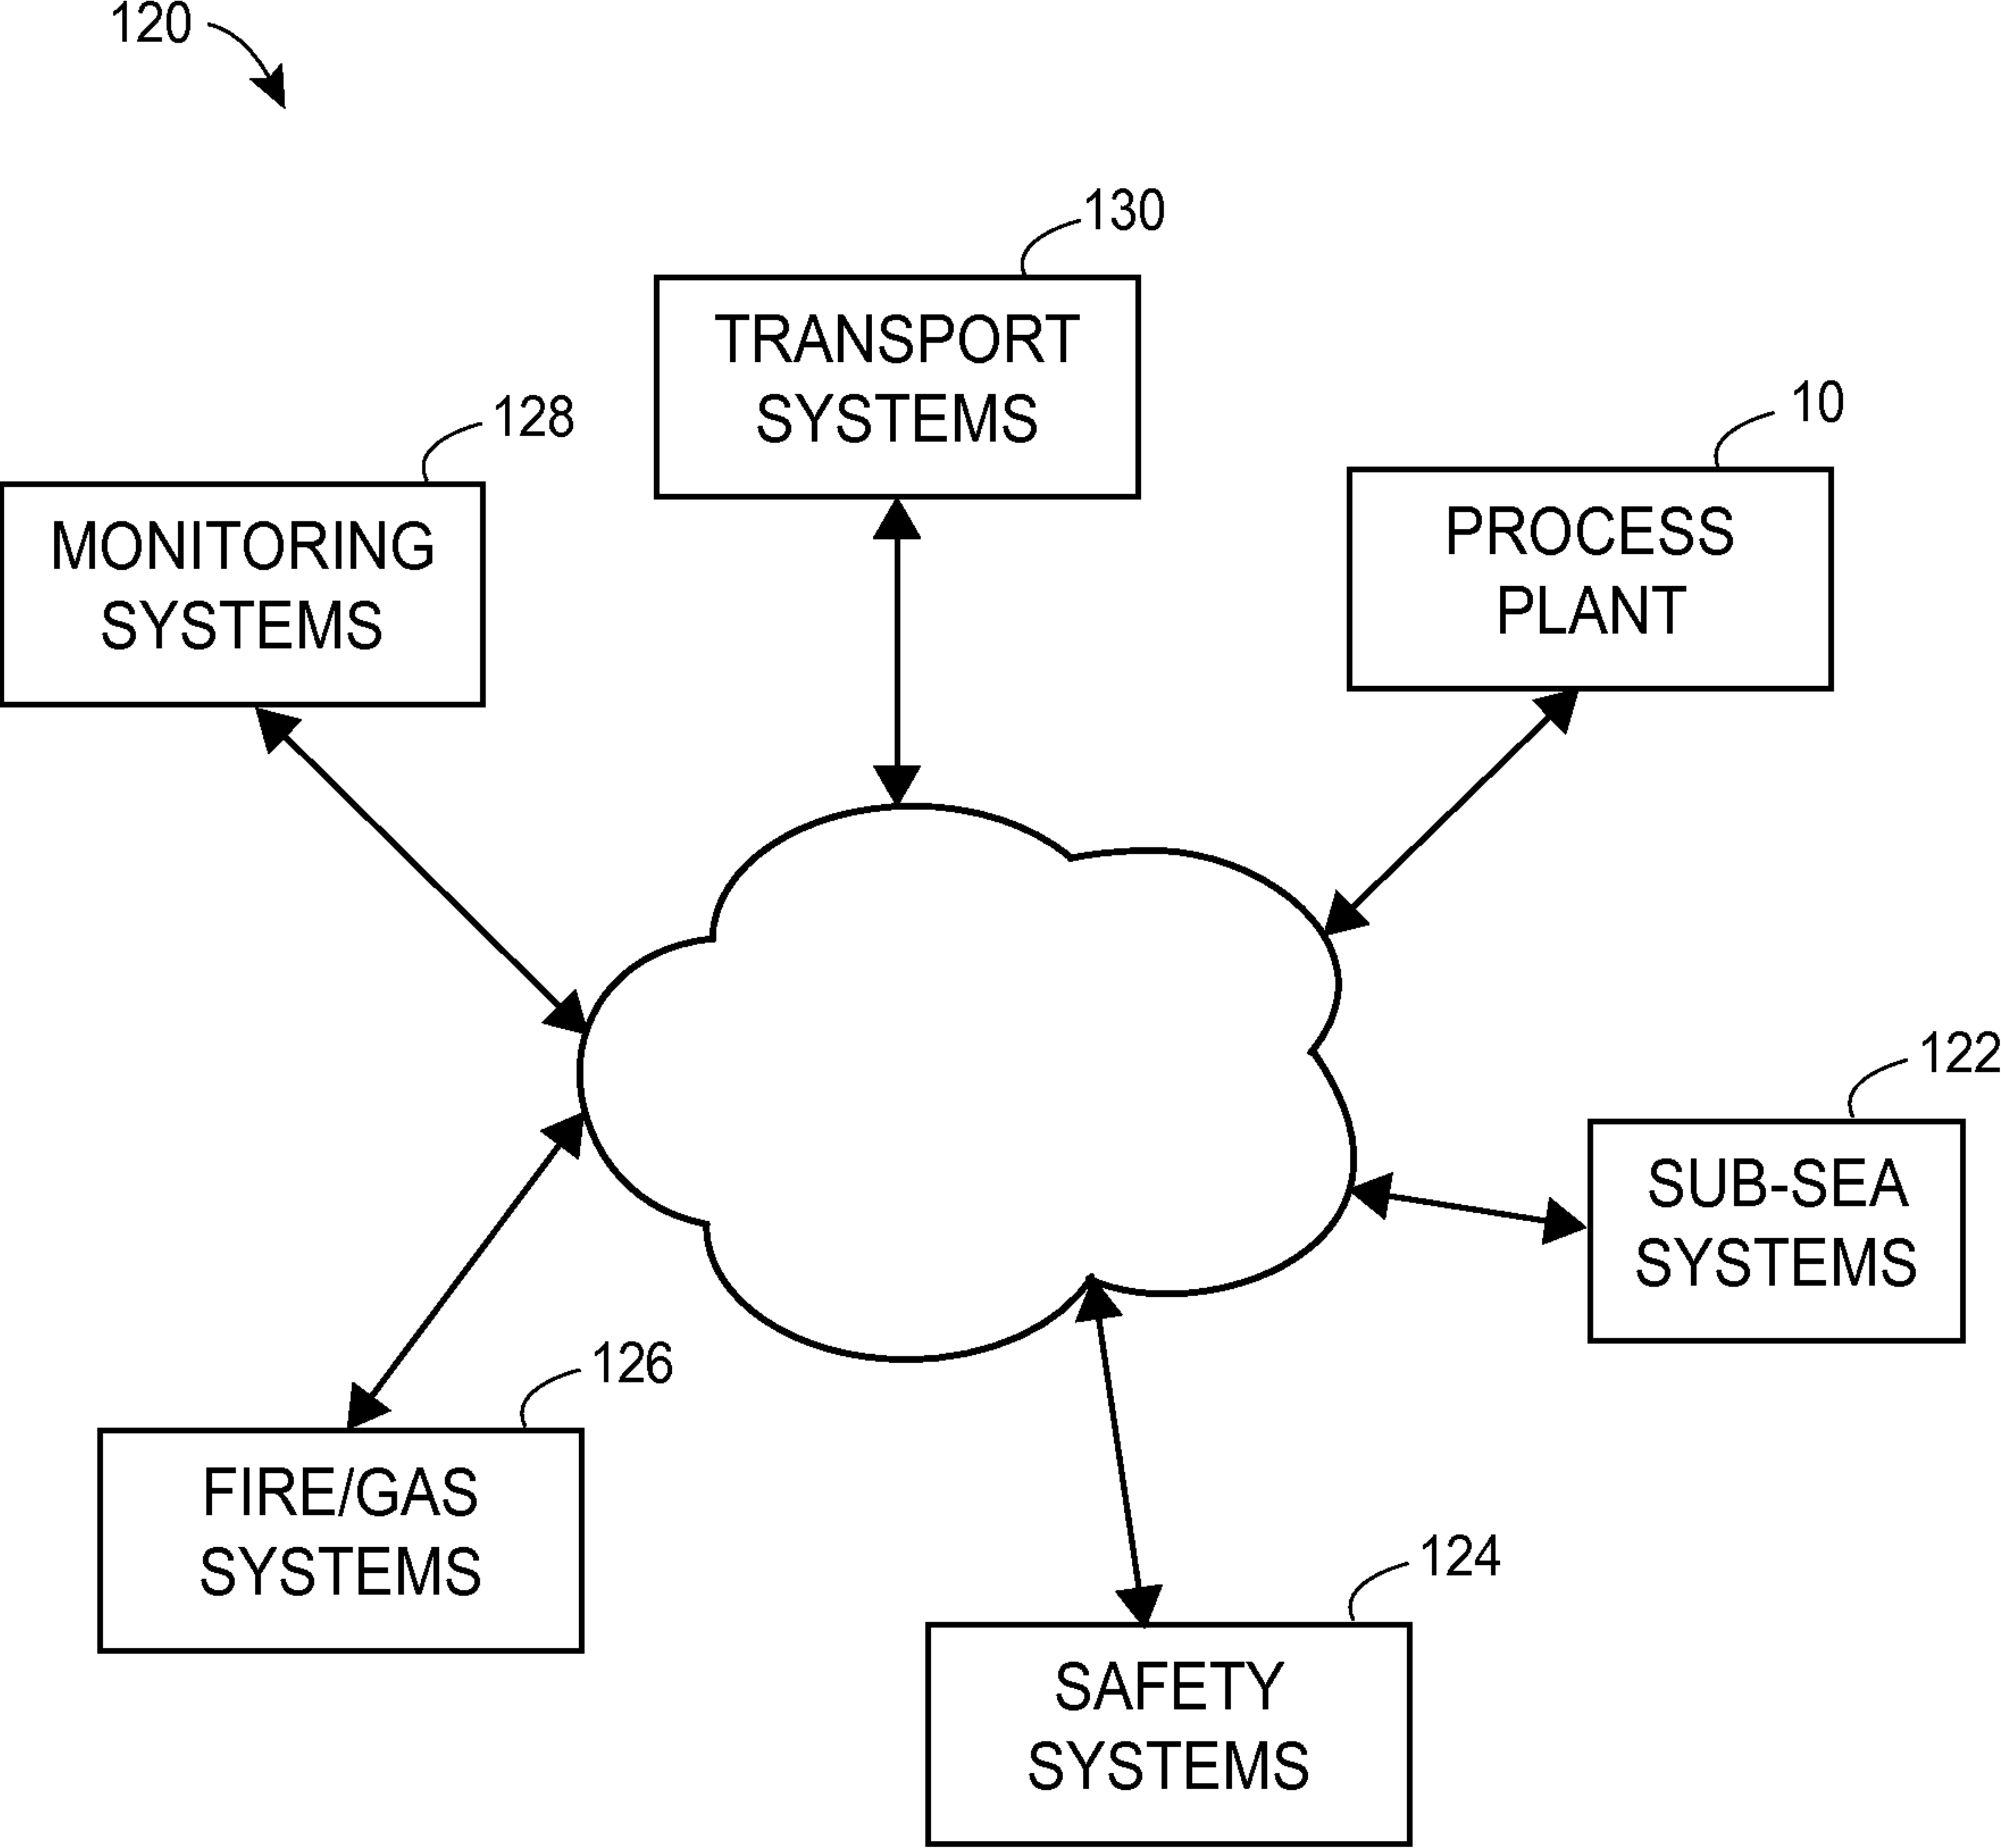 120
130
TRANSPORT
SYSTEMS
10
PROCESS
PLANT
128
MONITORING
SYSTEMS
122
SUB-SEA
SYSTEMS
126
FIRE/GAS
SYSTEMS
124
SAFETY
SYSTEMS